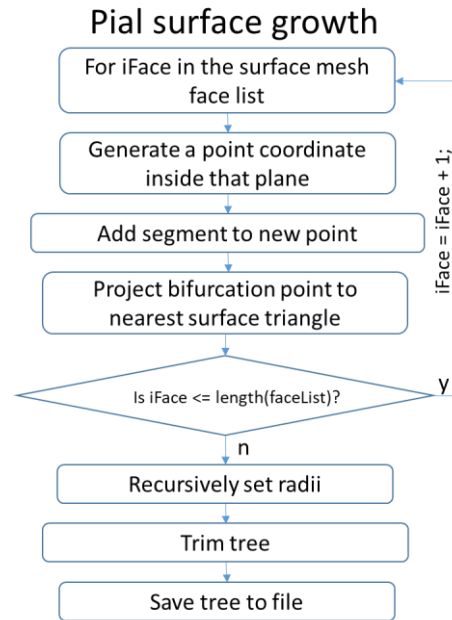 Pial surface growth
For iFace in the surface mesh
face list
Generate a point coordinate
inside that plane
Add segment to new point
Project bifurcation point to
nearest surface triangle
iFace = iFace + 1;
Is iFace <= length(faceList)?
y
n
Recursively set radii
Trim tree
Save tree to file